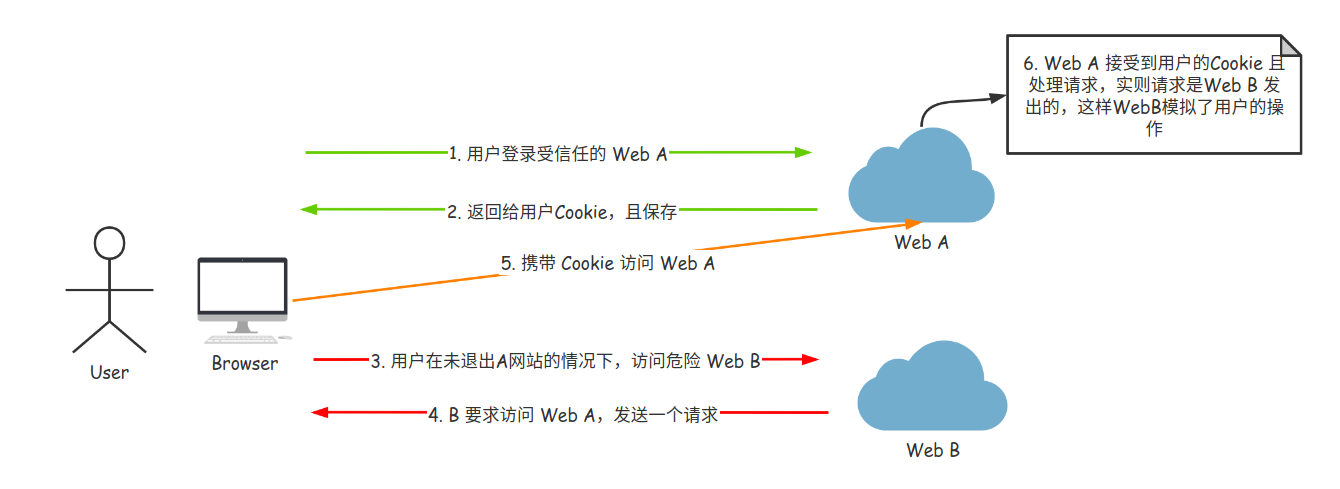 6. Web A 接受到用户的Cookie 且
处理请求，实则请求是Web B 发
出的，这样WebB模拟了用户的操
作
1. 用户登录受信任的 Web A
2. 返回给用户Cookie，且保存
Web A
5. 携带 Cookie 访问 Web A
Browser
User
3. 用户在未退出A网站的情况下，访问危险 Web B
4. B 要求访问 Web A，发送一个请求
Web B